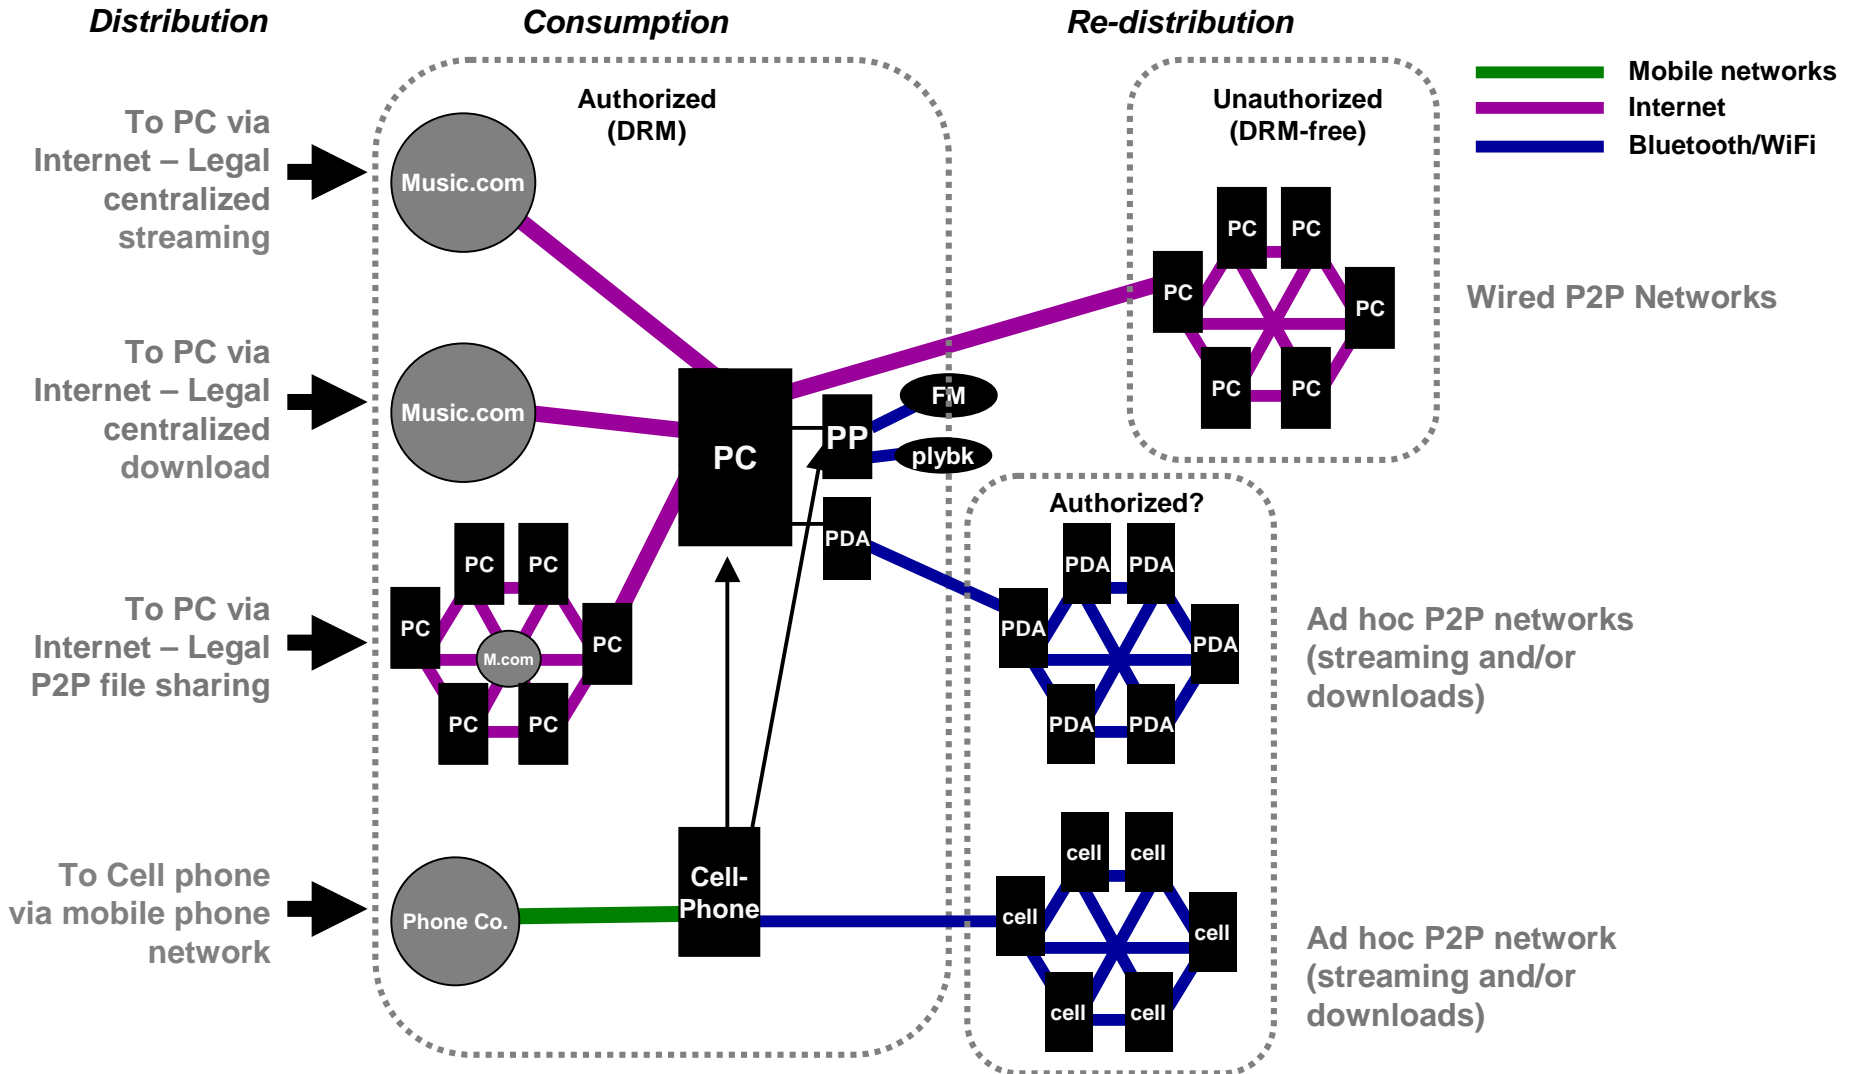 Distribution
Consumption
Re-distribution
Authorized
(DRM)
Unauthorized
(DRM-free)
Mobile networks
Internet
Bluetooth/WiFi
To PC via
Internet – Legal
centralized
streaming
Music.com
PC
PC
PC
PC
PC
PC
Wired P2P Networks
To PC via
Internet – Legal
centralized
download
Music.com
PC
PP
FM
plybk
PDA
Authorized?
To PC via
Internet – Legal
P2P file sharing
PC
PC
PC
PC
M.com
PC
PC
PDA
PDA
PDA
PDA
PDA
PDA
Ad hoc P2P networks
(streaming and/or
downloads)
To Cell phone
via mobile phone
network
Phone Co.
Cell-
Phone
cell
cell
cell
cell
cell
cell
Ad hoc P2P network
(streaming and/or
downloads)